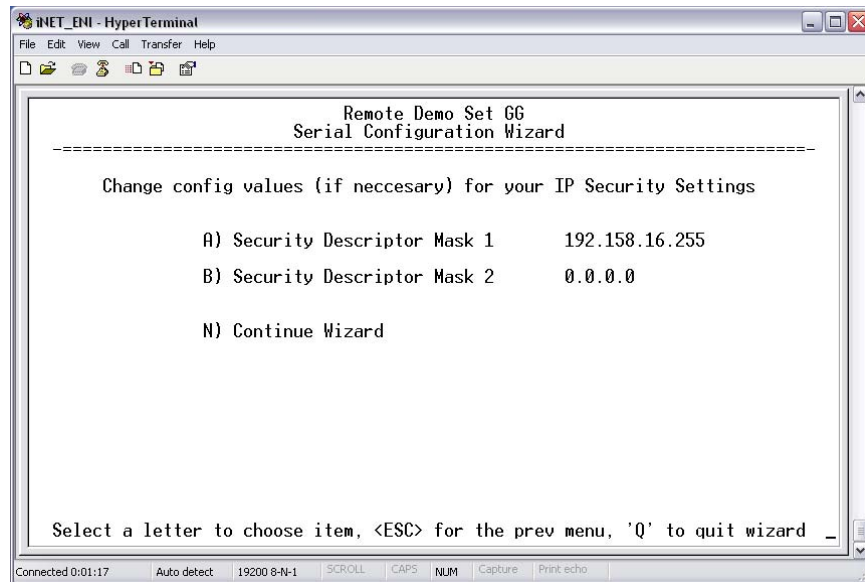 iNET_ENI - HyperTerminal
File Edit View Call Transfer Help
Remote Demo Set GG
Serial Configuration Wizard
-==========================================================================-
Change config values (if neccesary) for your IP Security Settings
A) Security Descriptor Mask 1 192.158.16.255
B) Security Descriptor Mask 2 0.0.0.0
N) Continue Wizard
Select a letter to choose item, <ESC> for the prev menu, 'Q' to quit wizard _
Connected 0:01:17 Auto detect 19200 8-N-1 SCROLL CAPS NUM Capture Print echo